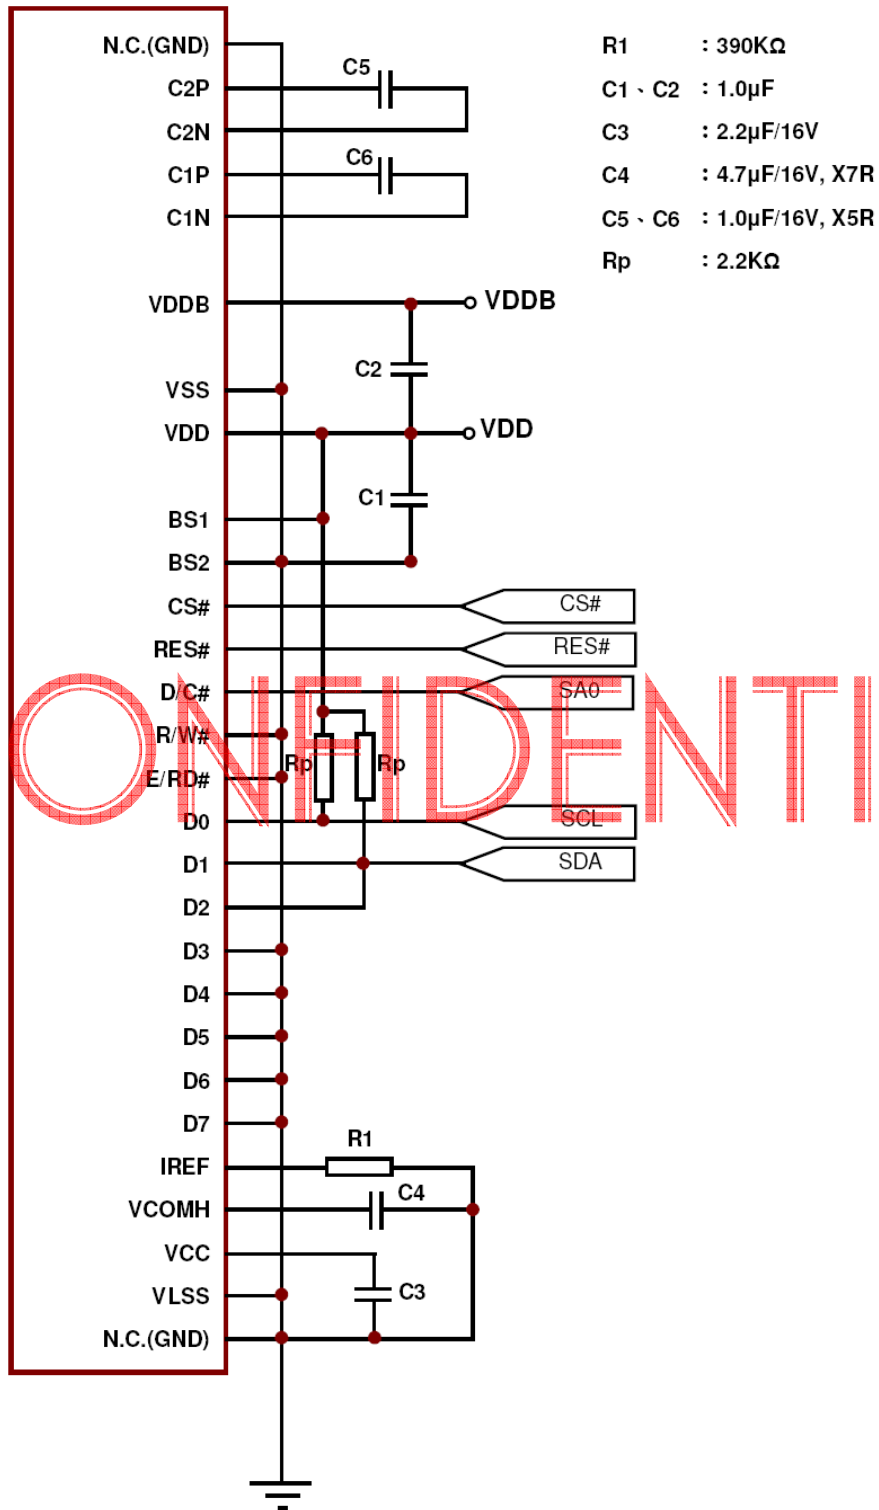 N.C.(GND)
C2P
C2N
C1P
C1N
VDDB
VSS
VDD
BS1
BS2
CS#
RES#
D/C#
R/W#
E/RD#
D0
D1
D2
D3
D4
D5
D6
D7
IREF
VCOMH
VCC
VLSS
N.C.(GND)
C5
C6
VDDB
C2
VDD
C1
CS#
RES#
SA0
Rp
Rp
SCL
SDA
R1
C4
C3
R1 : 390KΩ
C1、C2 : 1.0μF
C3 : 2.2μF/16V
C4 : 4.7μF/16V, X7R
C5、C6 : 1.0μF/16V, X5R
Rp : 2.2KΩ
ONFIDENTI